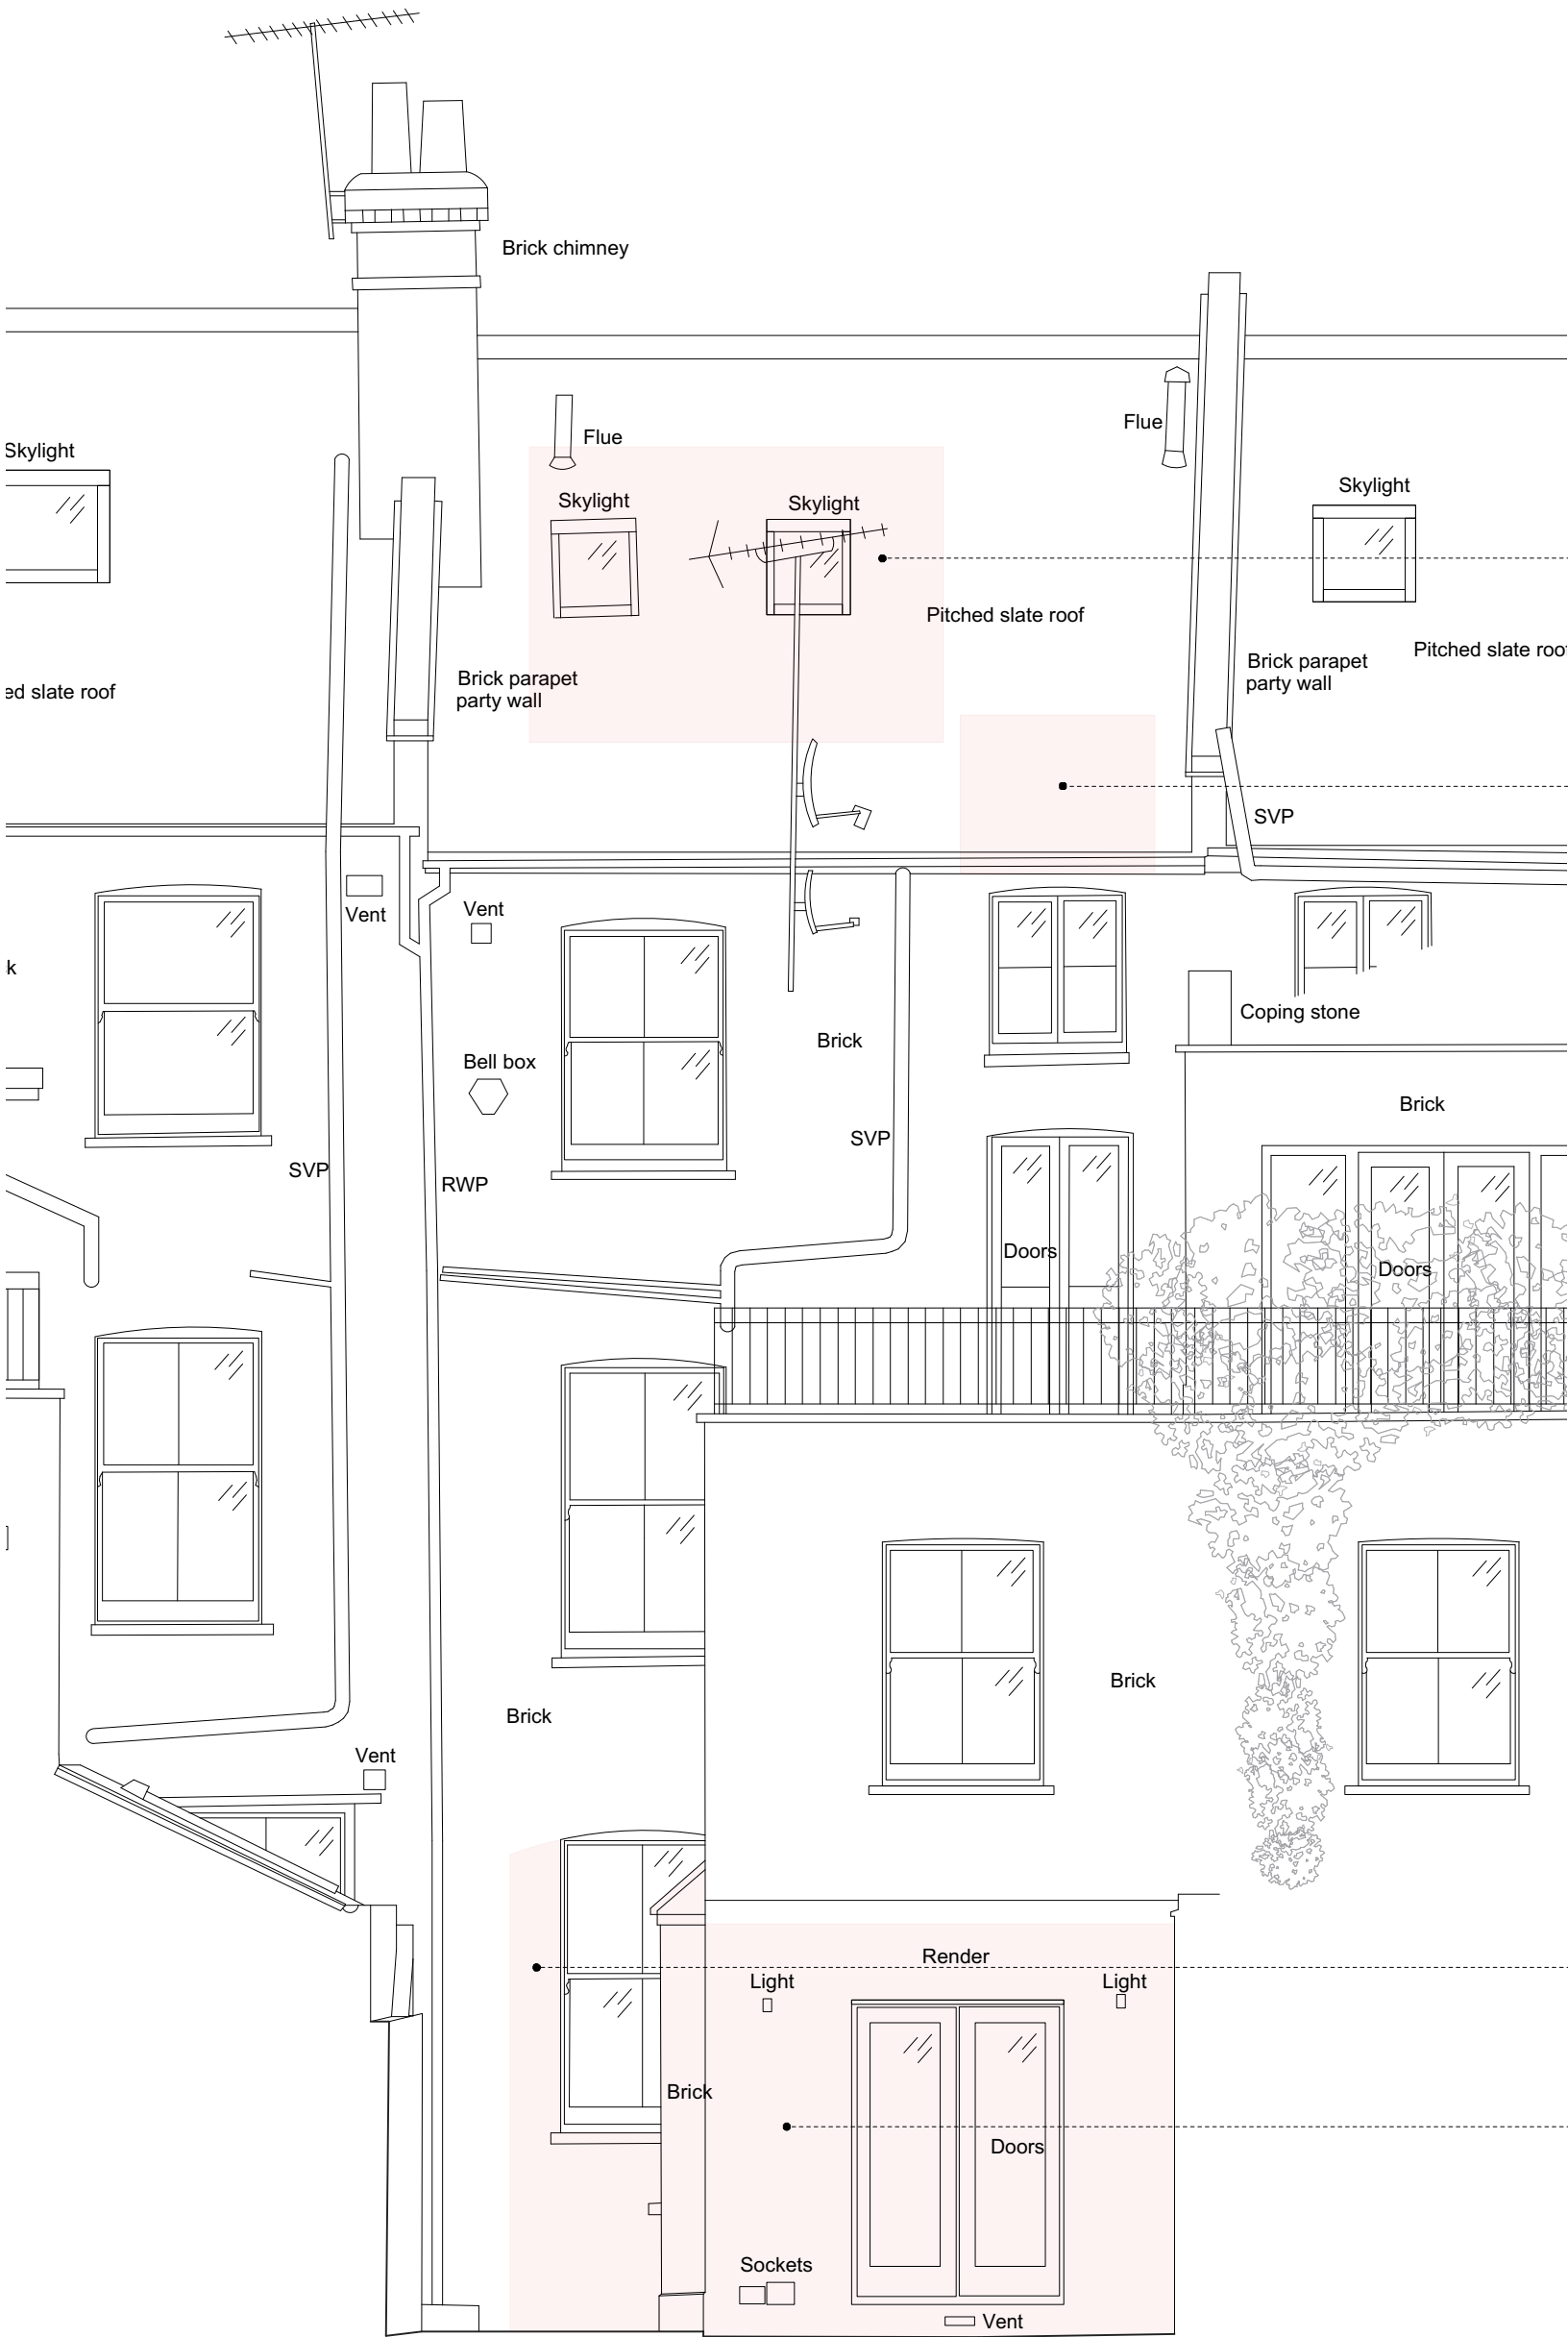 Brick chimney
Flue
Flue
Skylight
Skylight
Skylight
Skylight
Pitched slate roof
Pitched slate roo
Brick parapet
party wall
Brick parapet
party wall
ed slate roof
SVP
Vent
Vent
k
Coping stone
Brick
Bell box
Brick
SVP
SVP
RWP
Doors
Doors
Brick
Brick
Vent
Render
Light
Light
Brick
Doors
Sockets
Vent